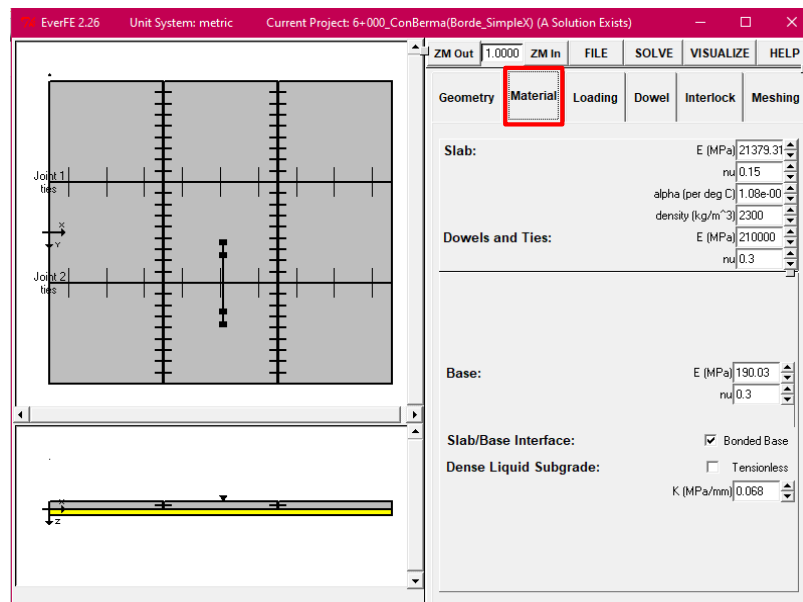 EverFE 2.26 Unit System: metric Current Project: 6+000_ConBerma(Borde_SimpleX) (A Solution Exists)
ZM Out 1.0000 ZM In FILE SOLVE VISUALIZE HELP
Geometry Material Loading Dowel Interlock Meshing
Slab: E (MPa) 21379.31
nu 0.15
alpha (per deg C) 1.08e-00
density (kg/m^3) 2300
Dowels and Ties: E (MPa) 210000
nu 0.3
Base: E (MPa) 190.03
nu 0.3
Slab/Base Interface: Bonded Base
Dense Liquid Subgrade: Tensionless
K (MPa/mm) 0.068
Joint 1
ties
X
Y
Joint 2
ties
X
Z